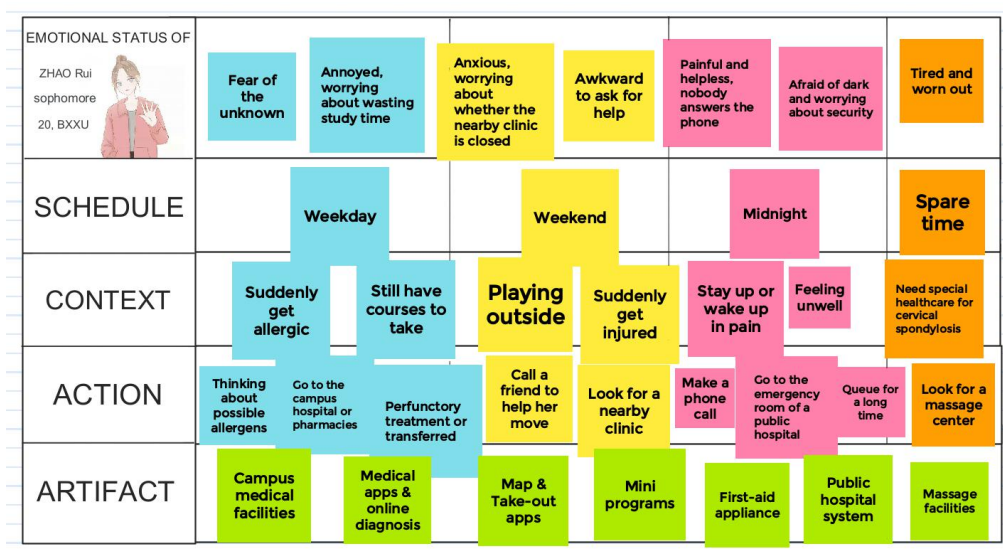 EMOTIONAL STATUS OF
ZHAO Rui
sophomore
20, BXXU
Fear of
the
unknown
Annoyed,
worrying
about wasting
study time
Anxious,
worrying
about
whether the
nearby clinic
is closed
Awkward
to ask for
help
Painful and
helpless,
nobody
answers the
phone
Afraid of dark
and worrying
about security
Tired and
worn out
SCHEDULE
Weekday
Weekend
Midnight
Spare
time
CONTEXT
Suddenly
get
allergic
Still have
courses to
take
Playing
outside
Suddenly
get
injured
Stay up or
wake up
in pain
Feeling
unwell
Need special
healthcare for
cervical
spondylosis
ACTION
Thinking
about
possible
allergens
Go to the
campus
hospital or
pharmacies
Perfunctory
treatment or
transferred
Call a
friend to
help her
move
Look for a
nearby
clinic
Make a
phone
call
Go to the
emergency
room of a
public
hospital
Queue for
a long
time
Look for a
massage
center
ARTIFACT
Campus
medical
facilities
Medical
apps &
online
diagnosis
Map &
Take-out
apps
Mini
programs
First-aid
appliance
Public
hospital
system
Massage
facilities